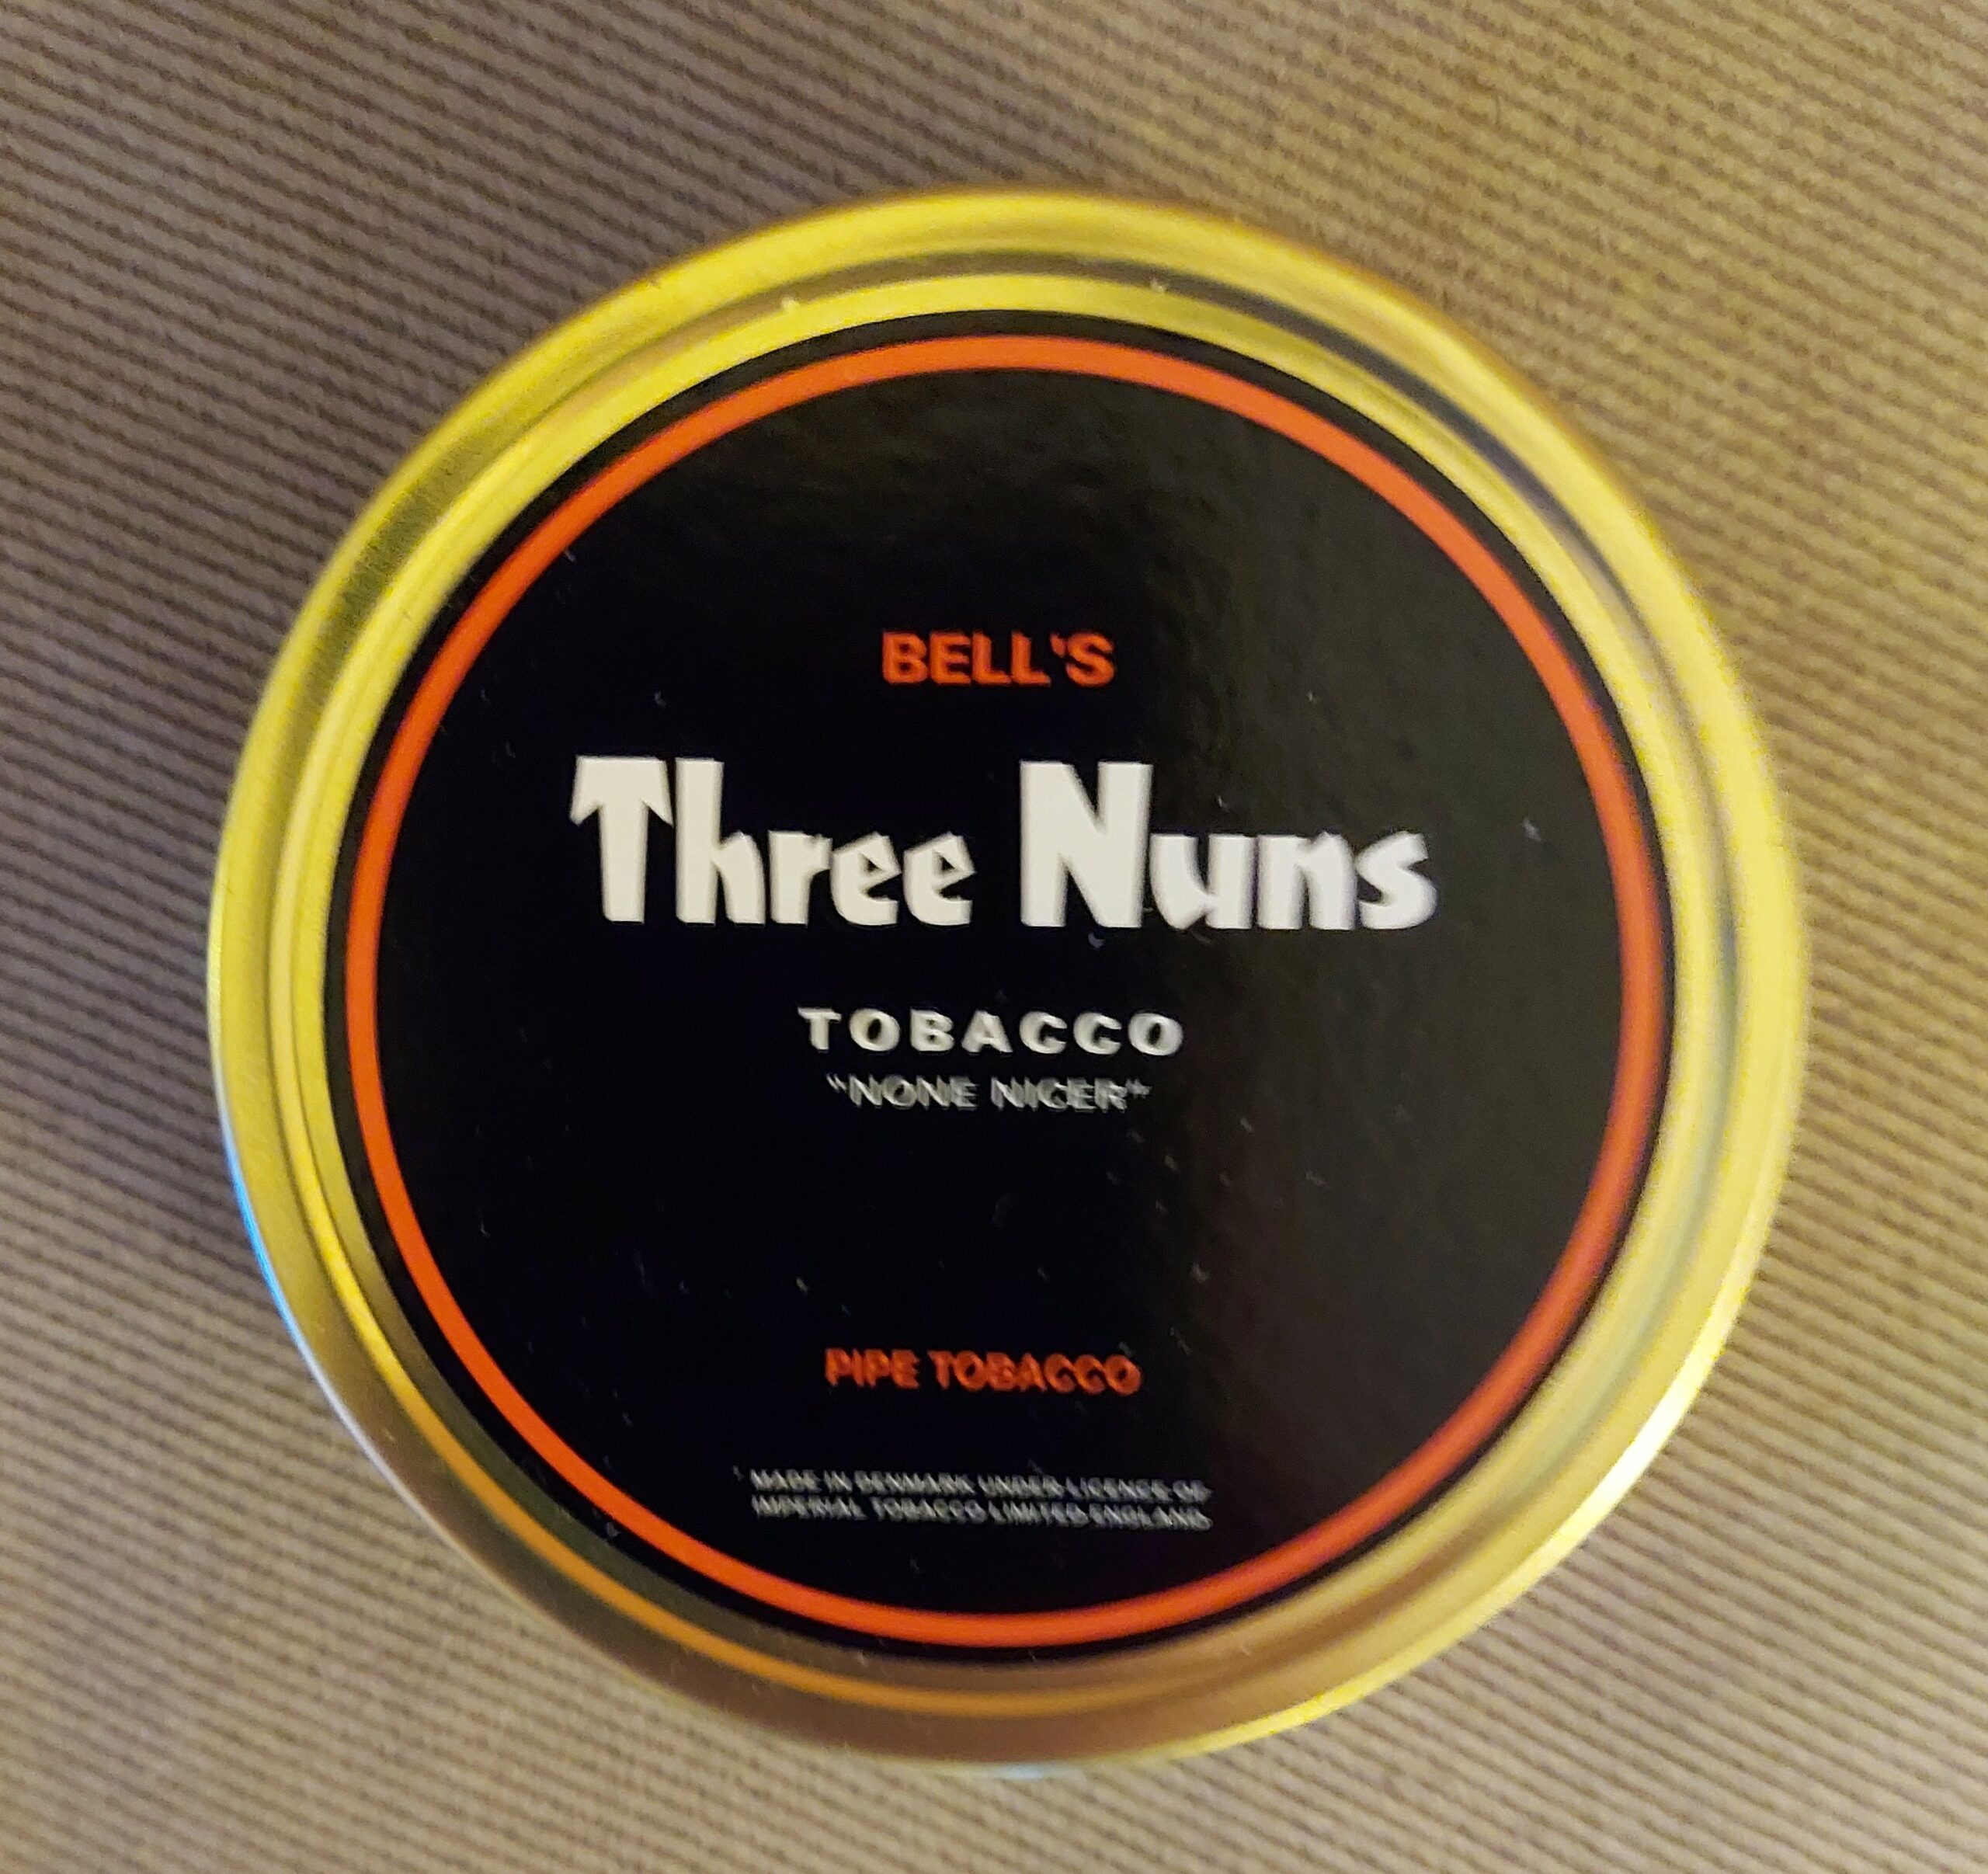 BELL'S
Three Nuns
TOBACCO
"NONE NICER"
PIPE TOBACCO
MADE IN DENMARK UNDER LICENCE OF
IMPERIAL TOBACCO LIMITED ENGLAND